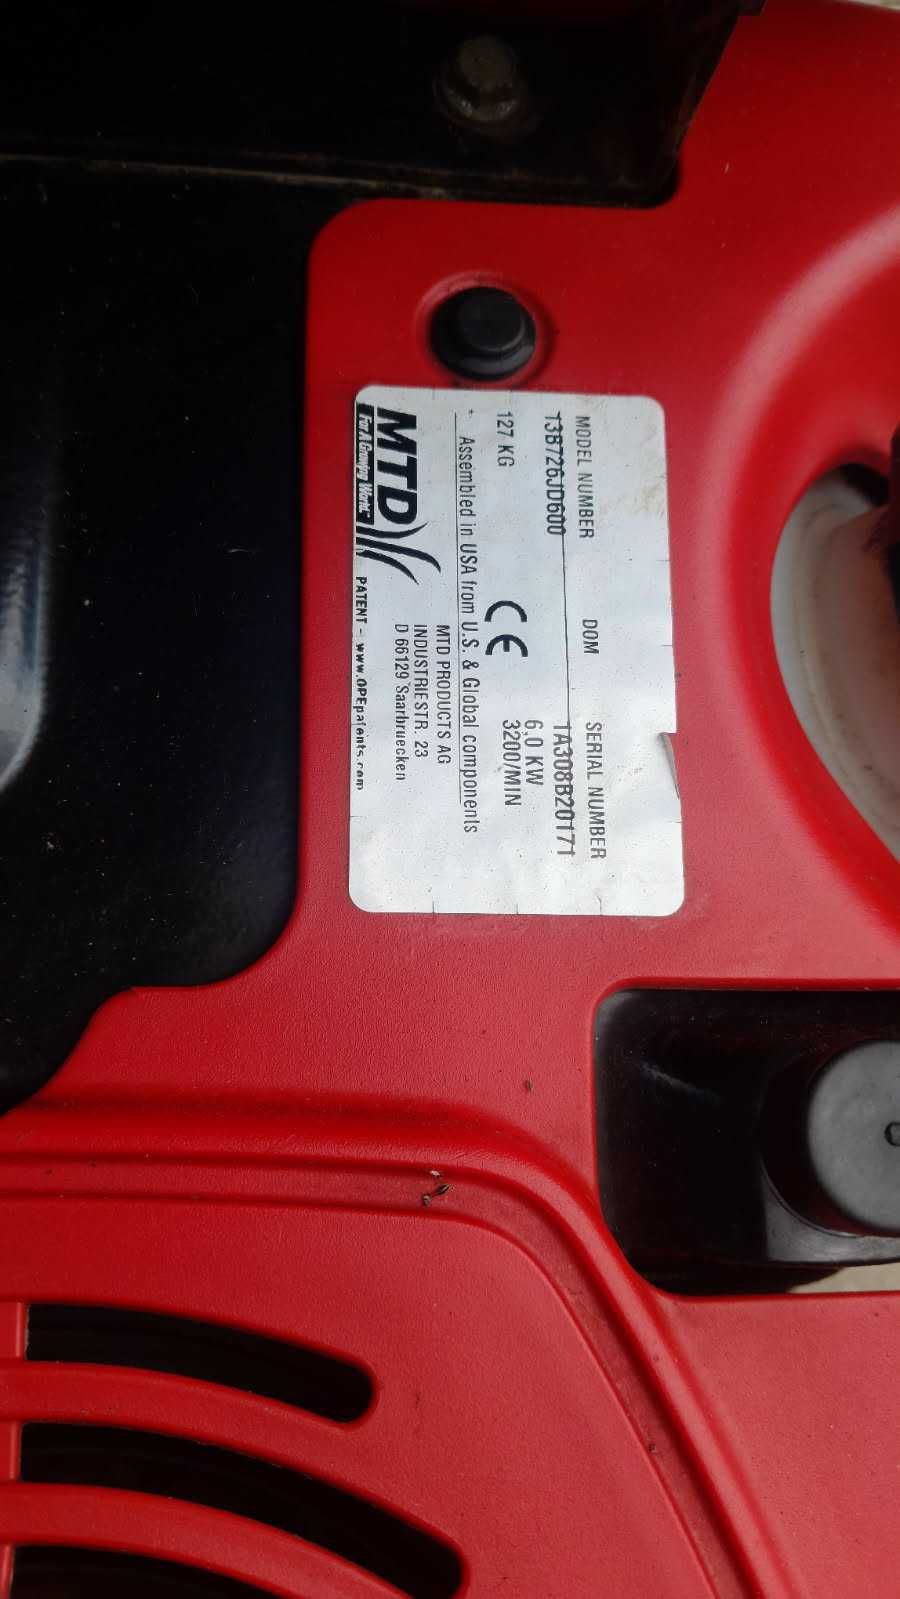 MODEL NUMBER DOM SERIAL NUMBER
13B726JD600 1A308B20171
127 KG 6,0 KW
3200/MIN
CE
* Assembled in USA from U.S. & Global components
MTD
For A Growing World.™
MTD PRODUCTS AG
INDUSTRIESTR. 23
D 66129 Saarbruecken
PATENT - www.OPEpatents.com